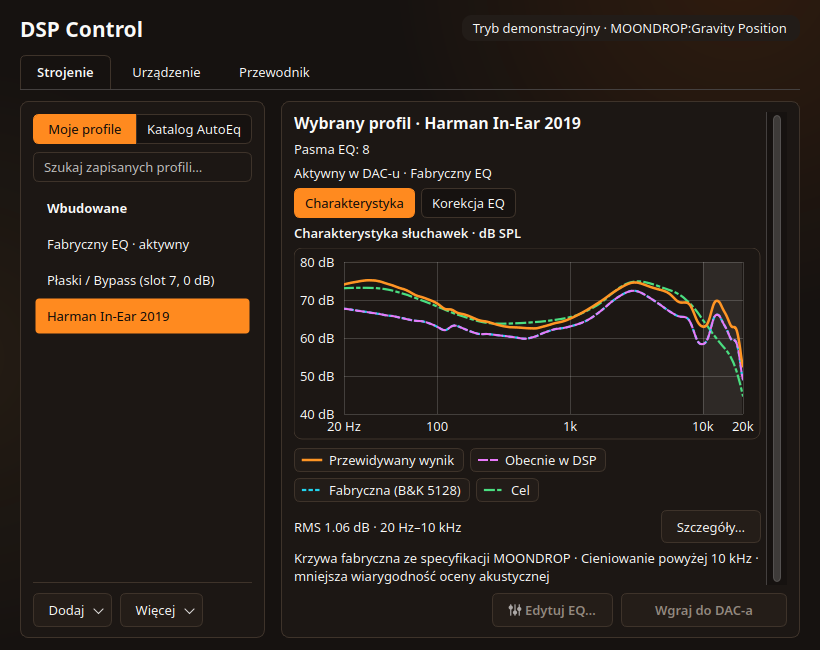 DSP Control
Tryb demonstracyjny · MOONDROP:Gravity Position
Strojenie
Urządzenie
Przewodnik
Moje profile
Katalog AutoEq
Szukaj zapisanych profili...
Wbudowane
Fabryczny EQ · aktywny
Płaski / Bypass (slot 7, 0 dB)
Harman In-Ear 2019
Dodaj
Więcej
Wybrany profil · Harman In-Ear 2019
Pasma EQ: 8
Aktywny w DAC-u · Fabryczny EQ
Charakterystyka
Korekcja EQ
Charakterystyka słuchawek · dB SPL
80 dB
70 dB
60 dB
50 dB
40 dB
20 Hz
100
1k
10k
20k
Przewidywany wynik
Obecnie w DSP
Fabryczna (B&K 5128)
Cel
RMS 1.06 dB · 20 Hz–10 kHz
Szczegóły...
Krzywa fabryczna ze specyfikacji MOONDROP · Cieniowanie powyżej 10 kHz ·
mniejsza wiarygodność oceny akustycznej
Edytuj EQ...
Wgraj do DAC-a